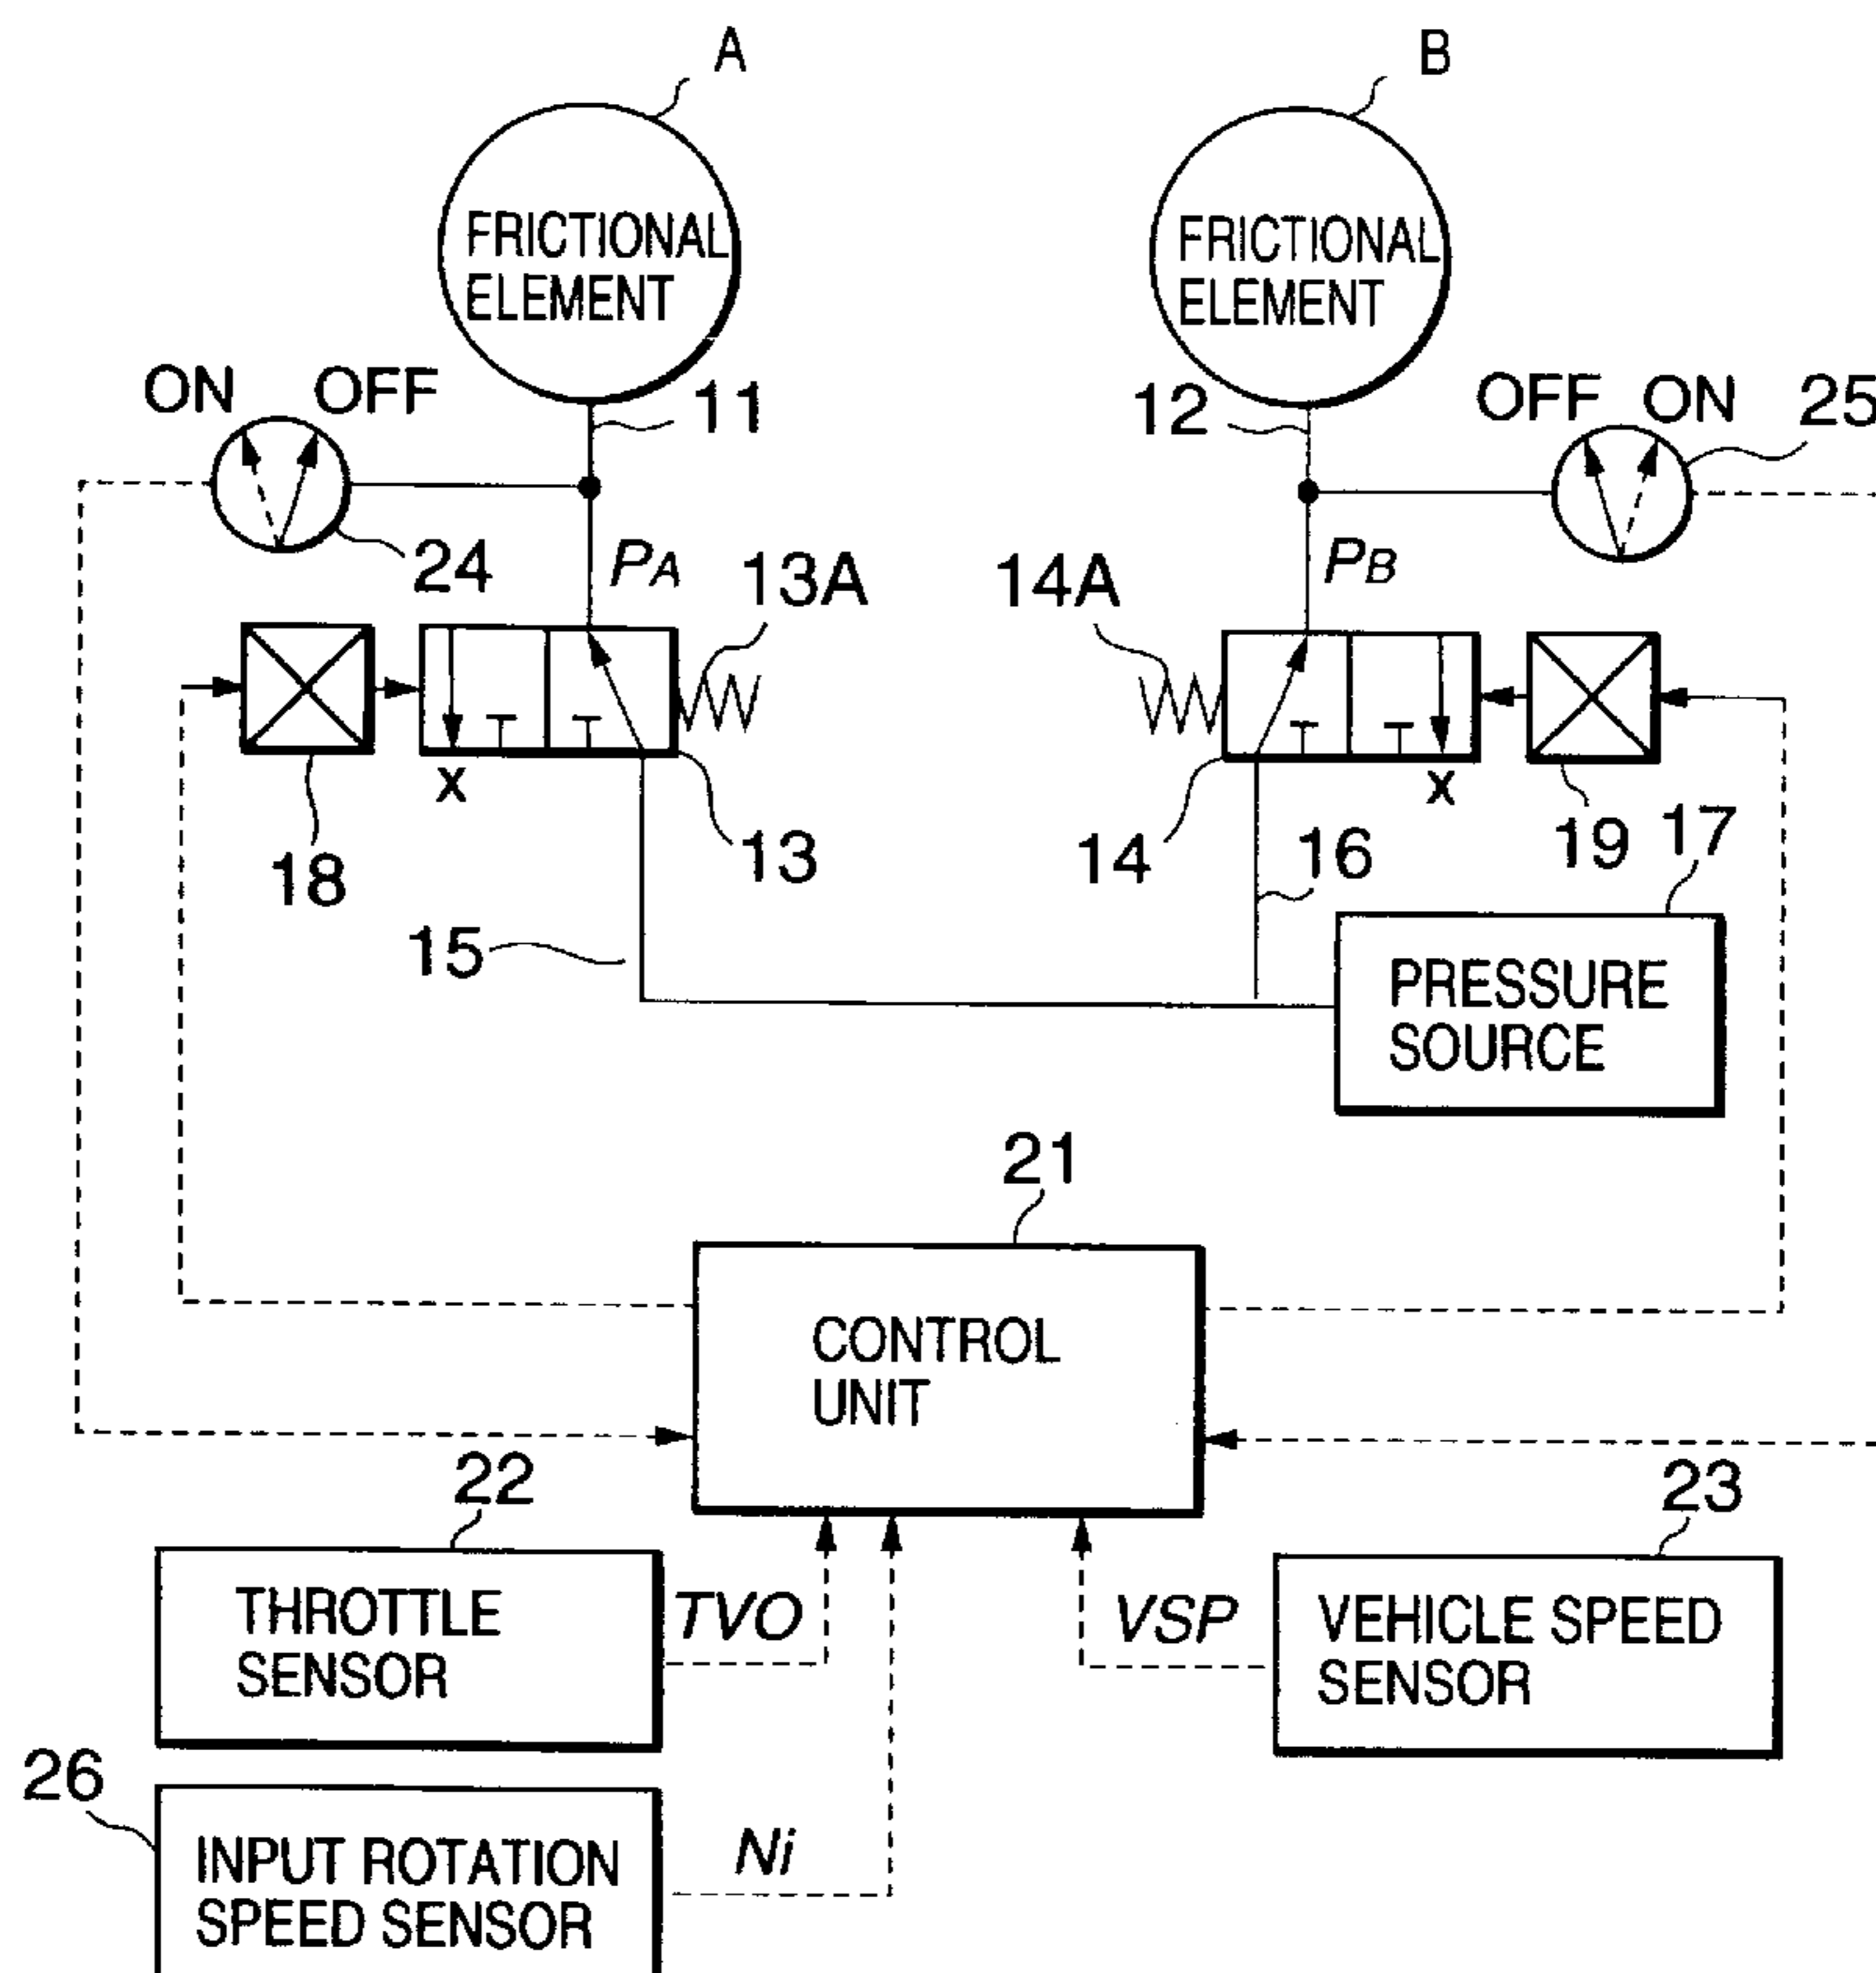 A
B
FRICTIONAL
ELEMENT
FRICTIONAL
ELEMENT
ON OFF
11
12
OFF ON
25
24
PA
13A
14A
PB
X
X
18
13
14
16
19
17
15
PRESSURE
SOURCE
21
CONTROL
UNIT
22
23
THROTTLE
SENSOR
TVO
VSP
VEHICLE SPEED
SENSOR
26
INPUT ROTATION
SPEED SENSOR
Ni